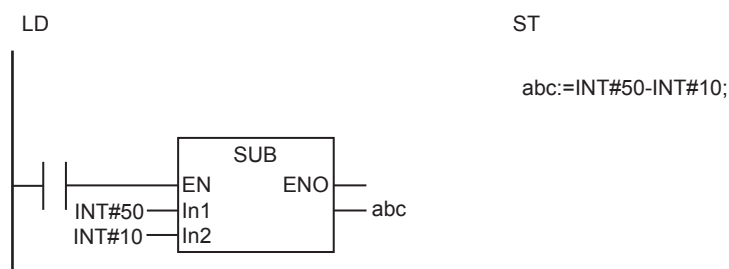 LD
ST
abc:=INT#50-INT#10;
SUB
EN ENO
INT#50 In1 abc
INT#10 In2